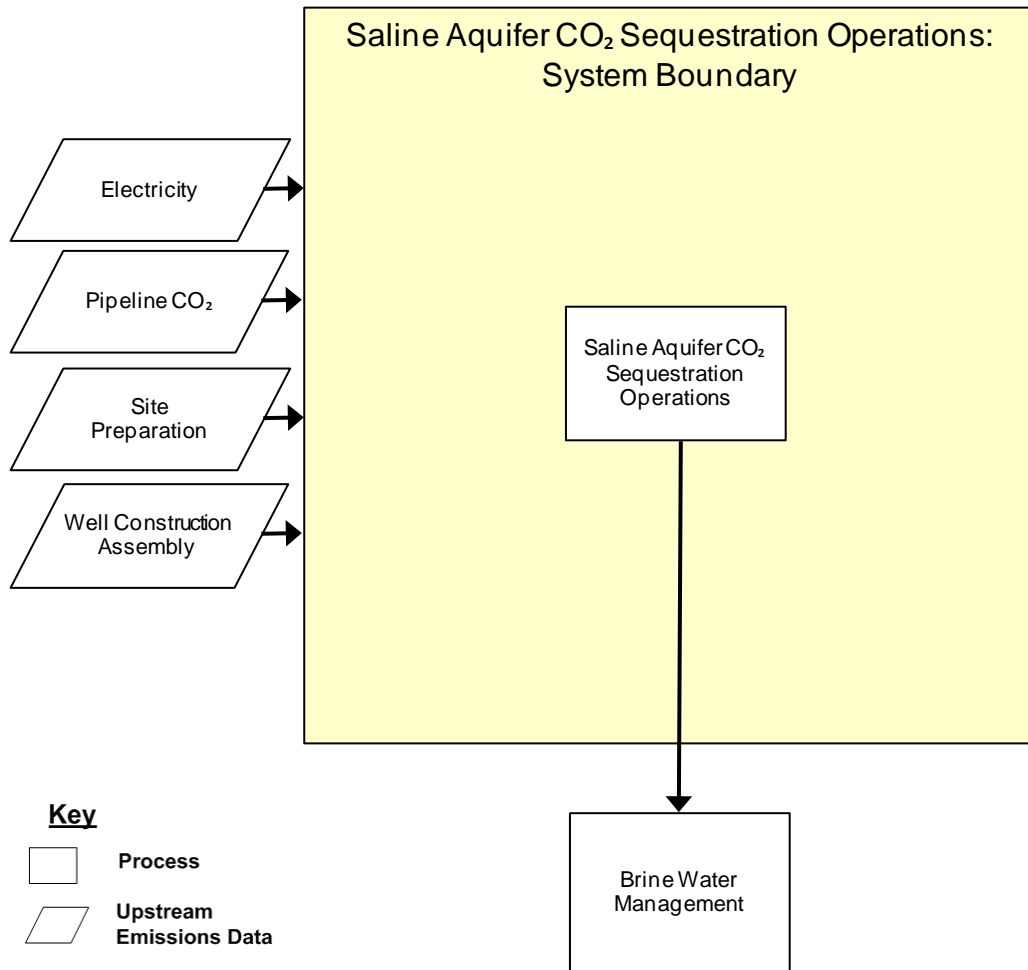 Saline Aquifer CO₂ Sequestration Operations:
System Boundary
Electricity
Pipeline CO₂
Site
Preparation
Well Construction
Assembly
Saline Aquifer CO₂
Sequestration
Operations
Key
Process
Upstream
Emissions Data
Brine Water
Management